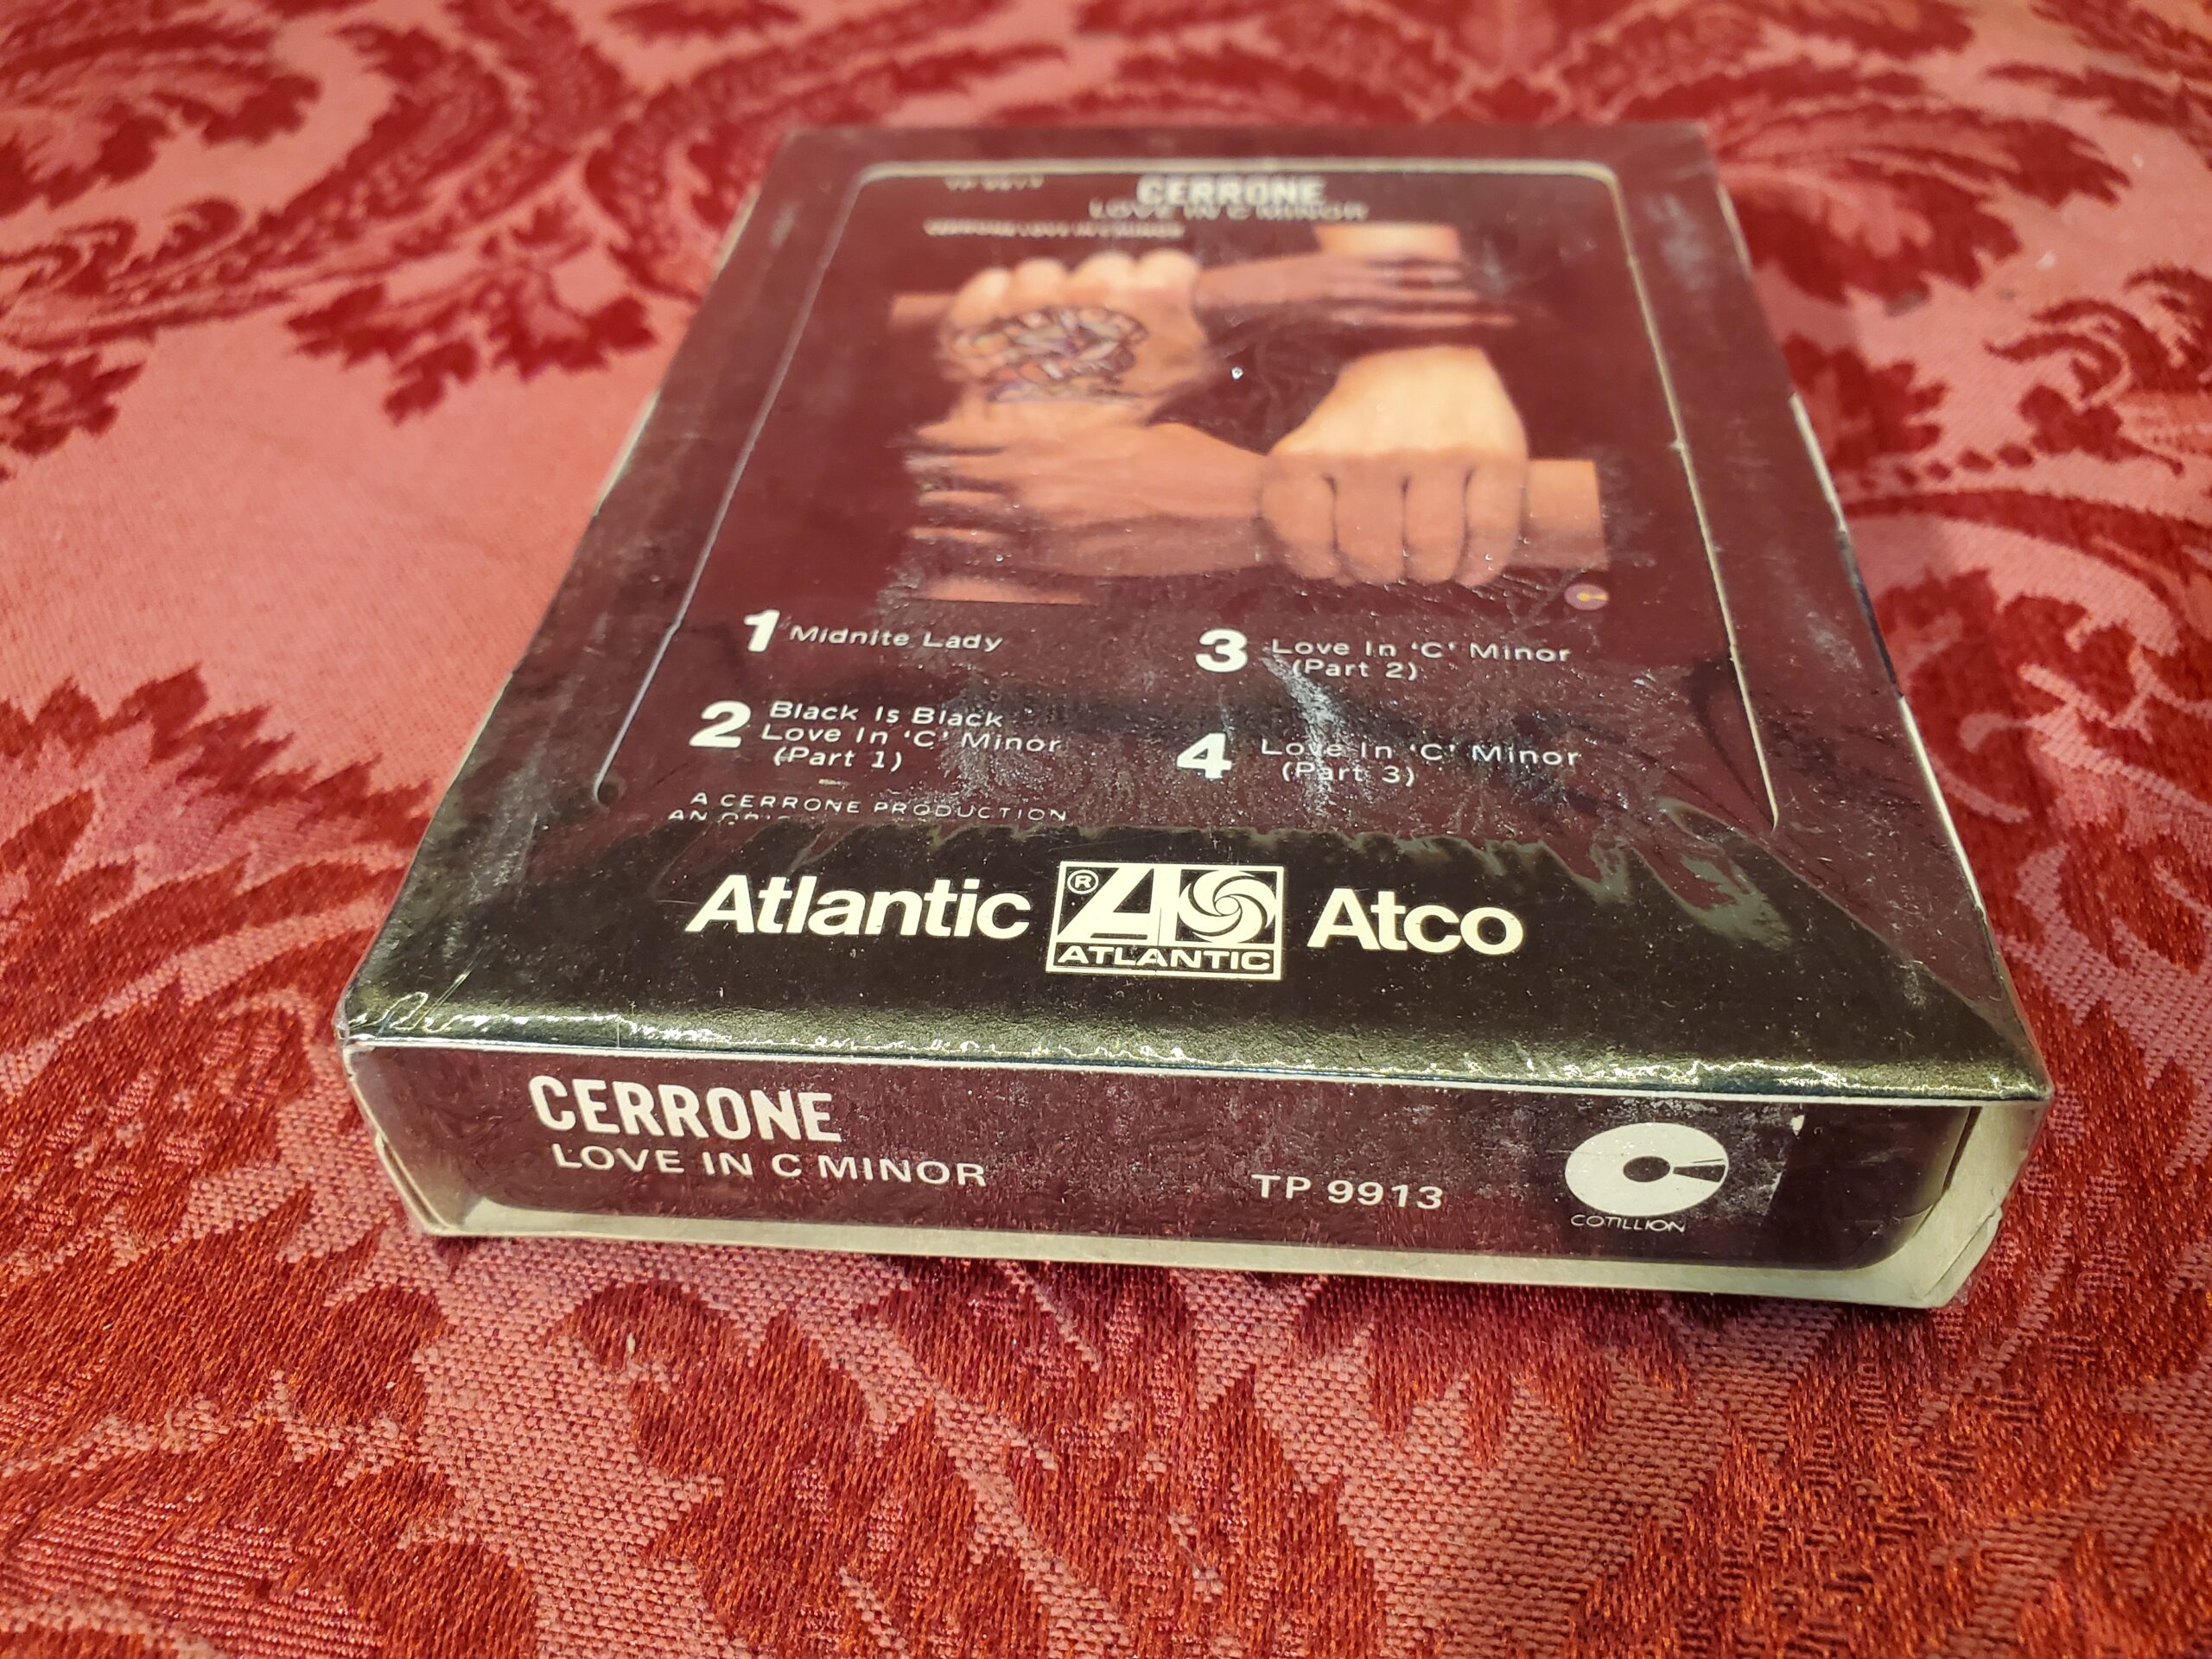 CERRONE
LOVE IN C MINOR
1 Midnite Lady
2 Black Is Black
Love In 'C' Minor
(Part 1)
3 Love In 'C' Minor
(Part 2)
4 Love In 'C' Minor
(Part 3)
A CERRONE PRODUCTION
AN
Atlantic
®
ATLANTIC
Atco
CERRONE
LOVE IN C MINOR
TP 9913
COTILLION